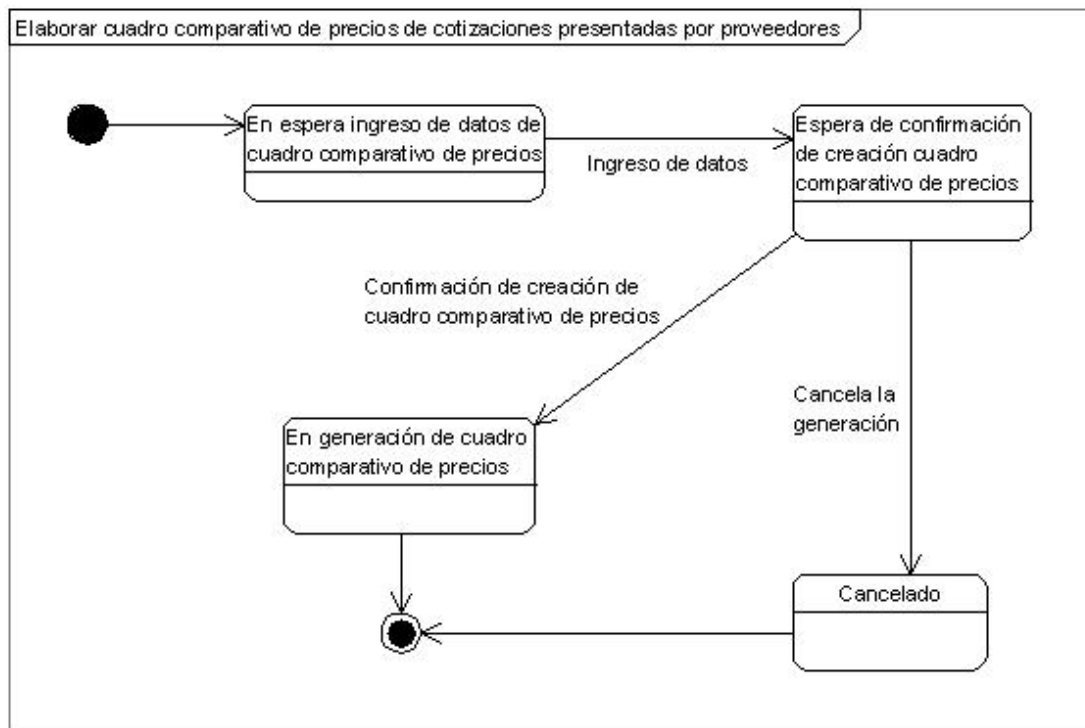 Elaborar cuadro comparativo de precios de cotizaciones presentadas por proveedores
En espera ingreso de datos de
cuadro comparativo de precios
Ingreso de datos
Espera de confirmación
de creación cuadro
comparativo de precios
Confirmación de creación de
cuadro comparativo de precios
Cancela la
generación
En generación de cuadro
comparativo de precios
Cancelado